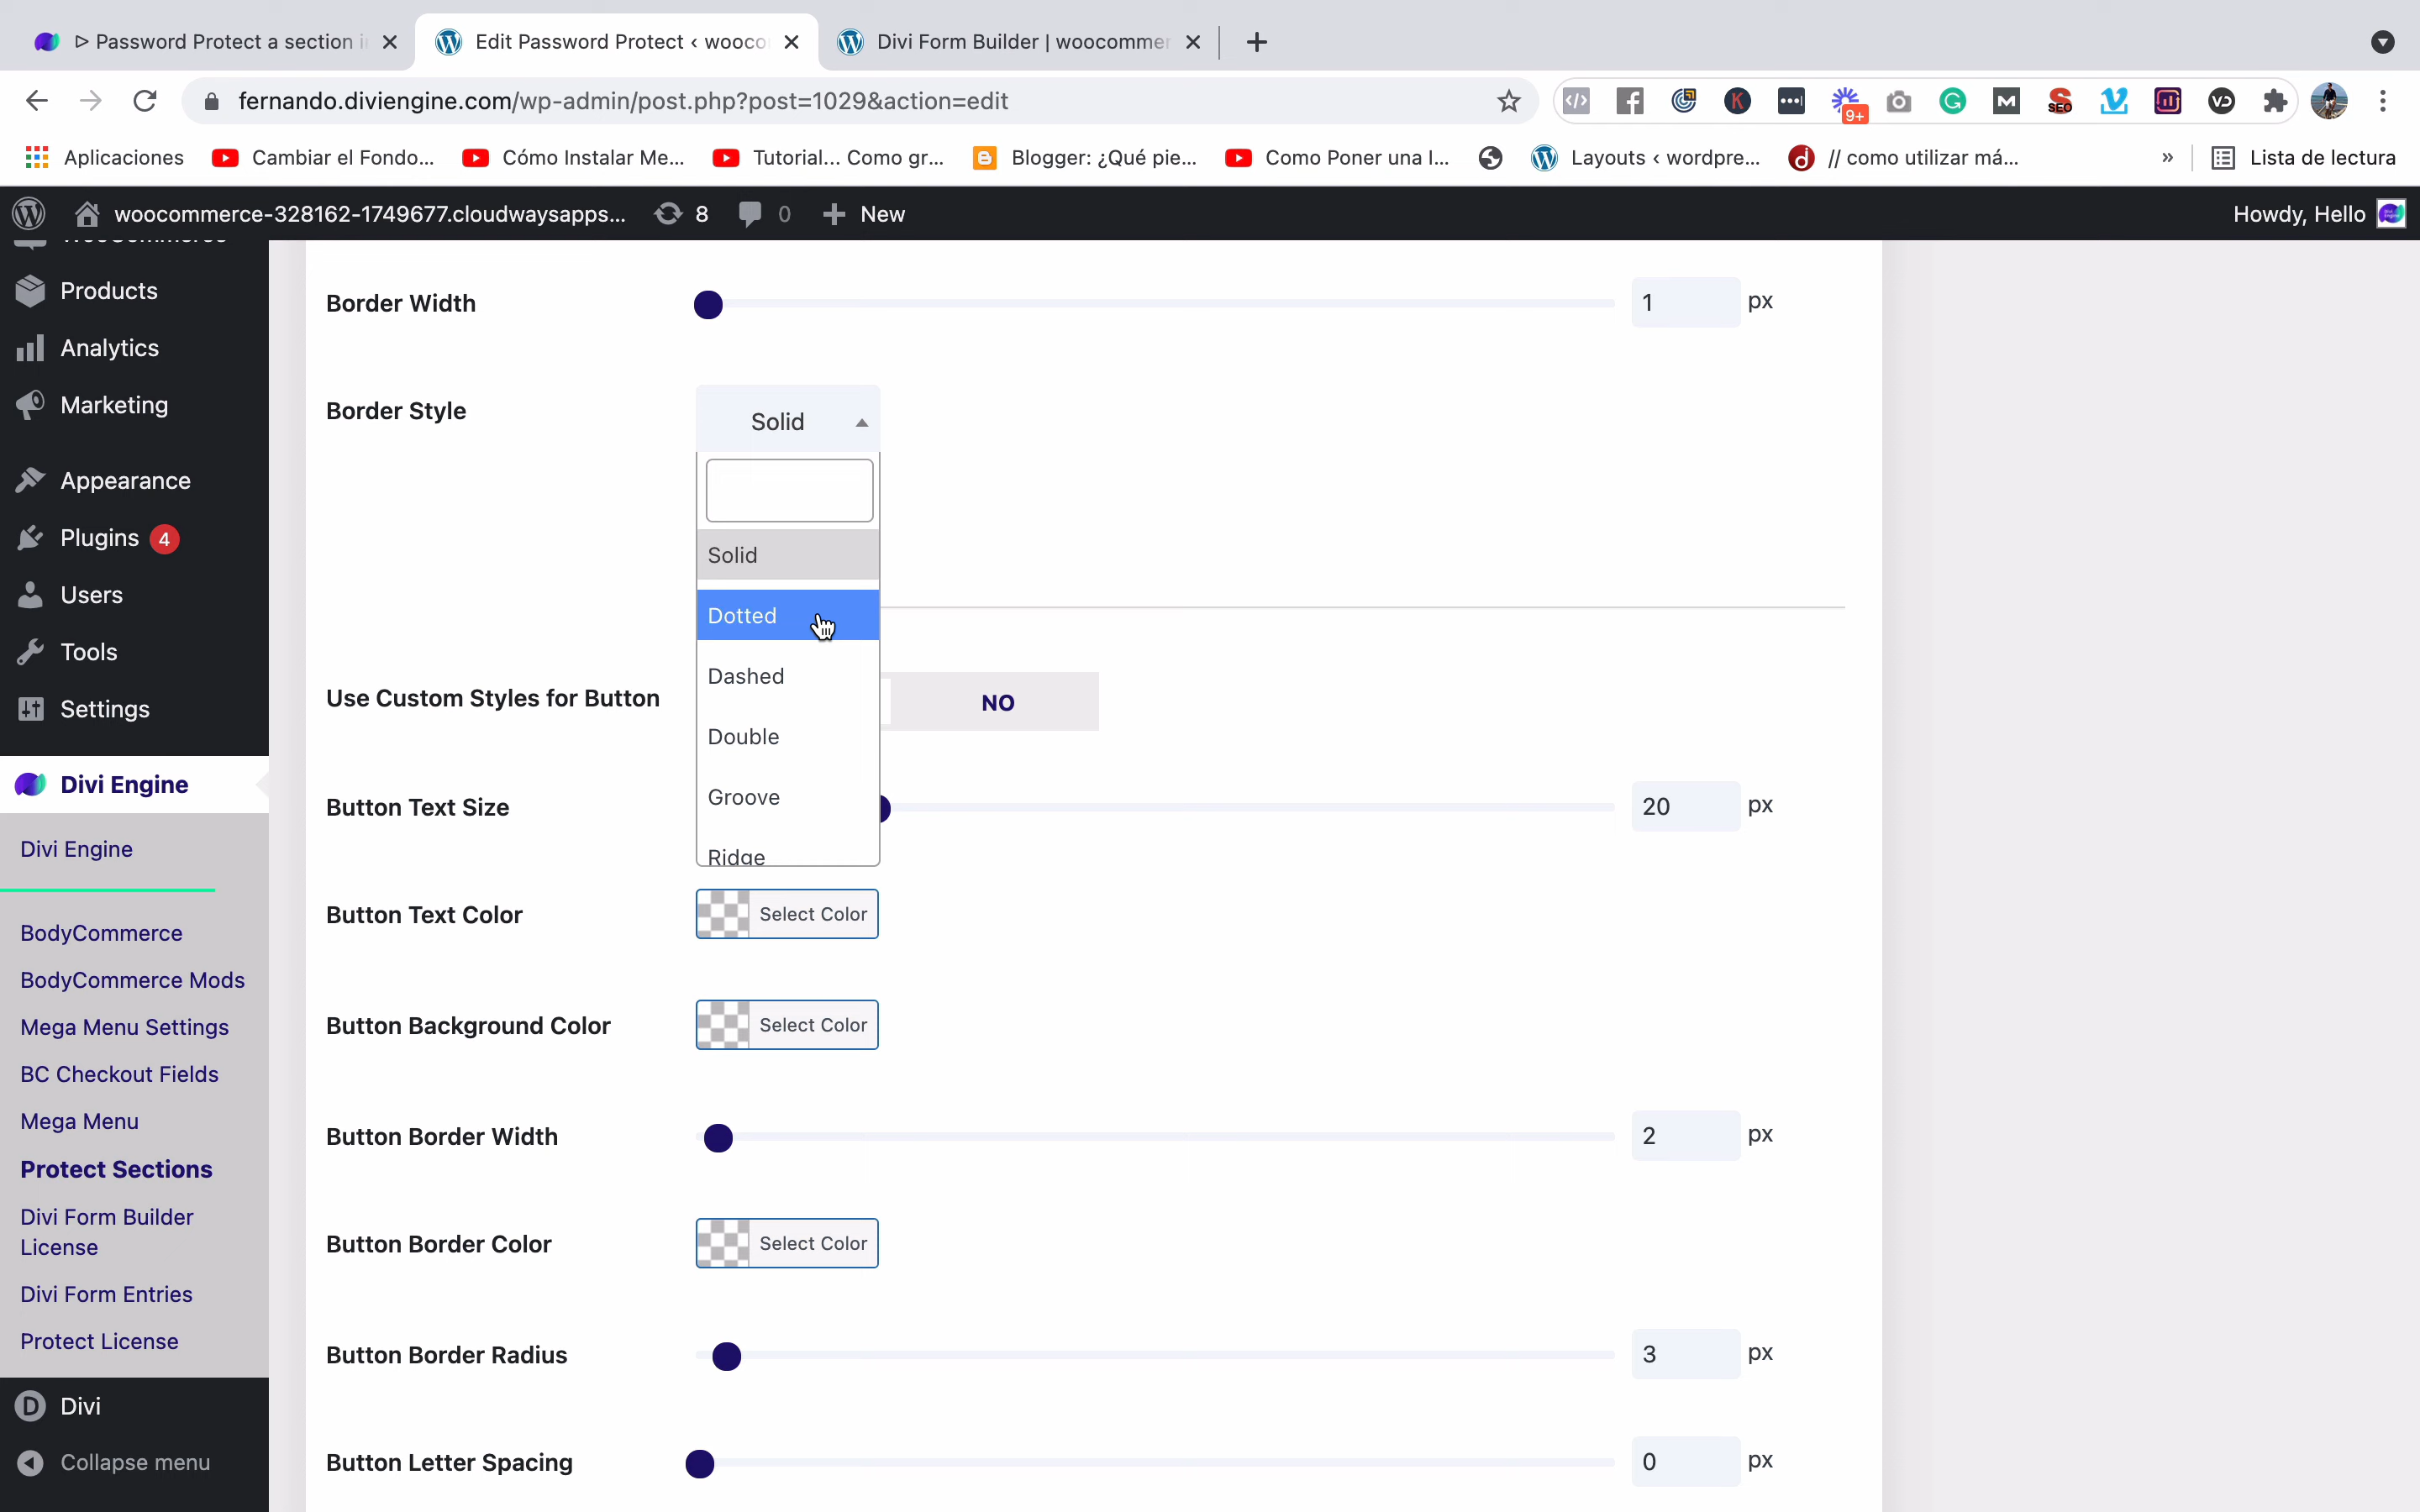 ᐅ Password Protect a section i
Edit Password Protect ‹ wooco
Divi Form Builder | woocommer
fernando.diviengine.com/wp-admin/post.php?post=1029&action=edit
9+
SEO
Aplicaciones
Cambiar el Fondo...
Cómo Instalar Me...
Tutorial... Como gr...
Blogger: ¿Qué pie...
Como Poner una I...
Layouts ‹ wordpre...
// como utilizar má...
»
Lista de lectura
woocommerce-328162-1749677.cloudwaysapps...
8
0
New
Howdy, Hello
WooCommerce
Products
Analytics
Marketing
Appearance
Plugins 4
Users
Tools
Settings
Divi Engine
Divi Engine
BodyCommerce
BodyCommerce Mods
Mega Menu Settings
BC Checkout Fields
Mega Menu
Protect Sections
Divi Form Builder
License
Divi Form Entries
Protect License
Divi
Collapse menu
Border Width
1 px
Border Style
Solid
Solid
Dotted
Dashed
Double
Groove
Ridge
Use Custom Styles for Button
NO
Button Text Size
20 px
Button Text Color
Select Color
Button Background Color
Select Color
Button Border Width
2 px
Button Border Color
Select Color
Button Border Radius
3 px
Button Letter Spacing
0 px